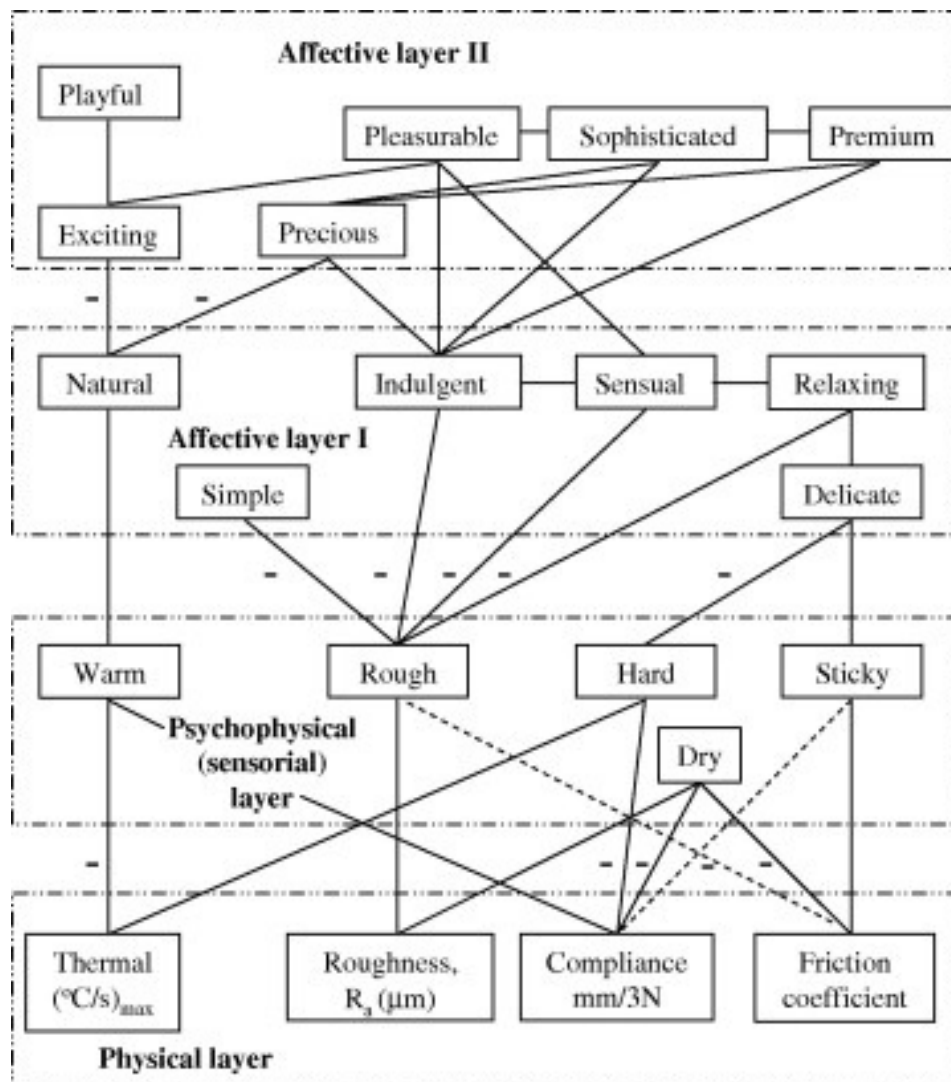 Affective layer II
Playful
Pleasurable
Sophisticated
Premium
Exciting
Precious
-
-
Natural
Indulgent
Sensual
Relaxing
Affective layer I
Simple
Delicate
-
-
-
-
-
Warm
Rough
Hard
Sticky
Psychophysical
(sensorial)
layer
Dry
-
-
-
-
-
Thermal
(°C/s)max
Roughness,
Ra (μm)
Compliance
mm/3N
Friction
coefficient
Physical layer